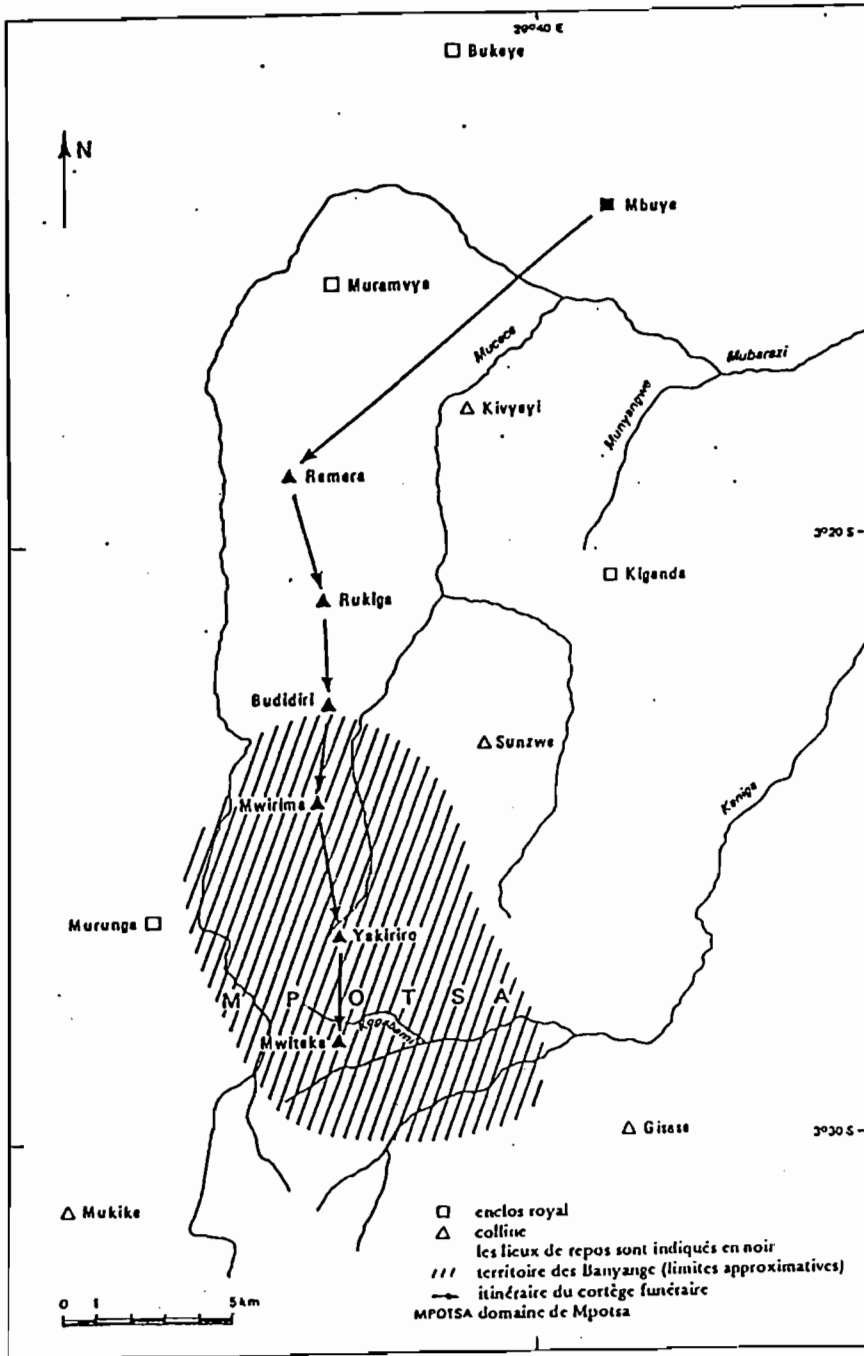 29°40 E
Bukeye
N
Mbuye
Muramvya
Mucece
Mubarazi
Kivyeyi
Munyangwe
Remera
3°20 S
Kiganda
Rukiga
Budidiri
Sunzwe
Kaniga
Mwirima
Murunga
Yakiriro
M P O T S A
Mwiteka
Gisase
3°30 S
Mukike
enclos royal
colline
les lieux de repos sont indiqués en noir
territoire des Banyange (limites approximatives)
itinéraire du cortège funéraire
MPOTSA domaine de Mpotsa
0 1 5 km